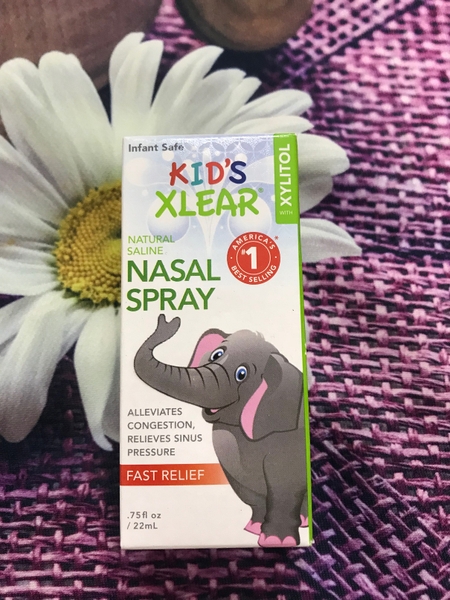 Infant Safe
KID'S
XLEAR®
WITH XYLITOL
NATURAL
SALINE
NASAL
SPRAY
AMERICA'S
#1
BEST SELLING
ALLEVIATES
CONGESTION,
RELIEVES SINUS
PRESSURE
FAST RELIEF
.75fl oz
/ 22mL